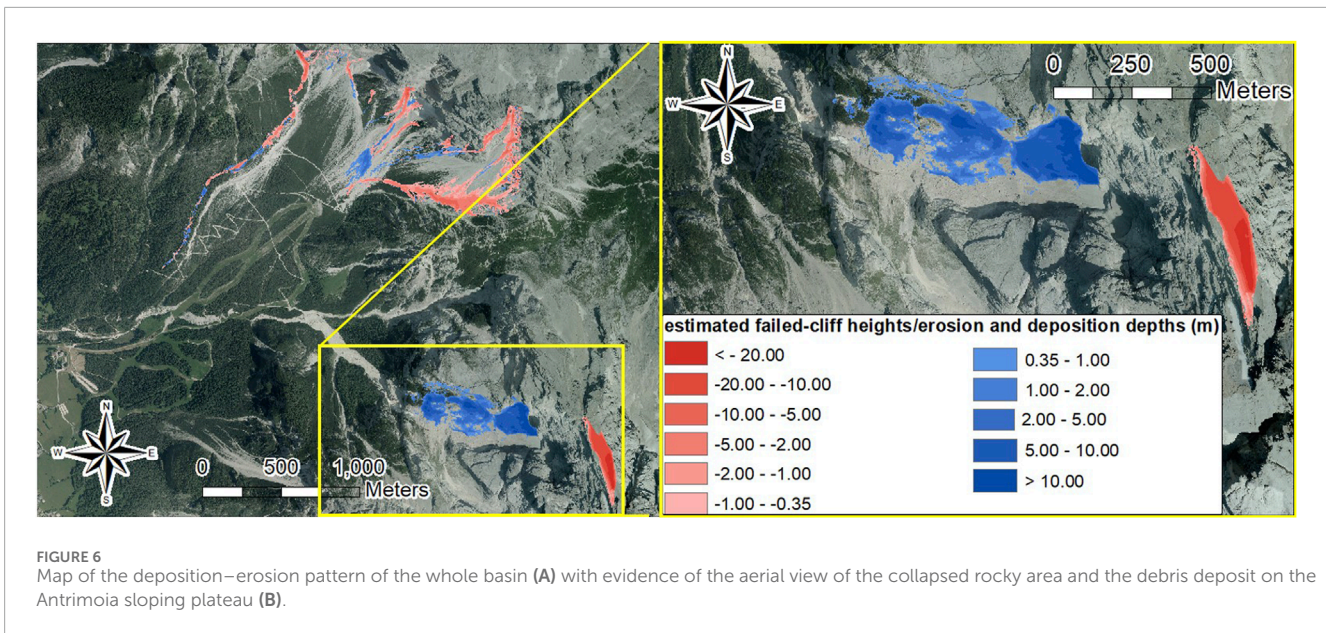 N
W E
S
0 500 1,000
Meters
N
W E
S
0 250 500
Meters
estimated failed-cliff heights/erosion and deposition depths (m)
< - 20.00
-20.00 - -10.00
-10.00 - -5.00
-5.00 - -2.00
-2.00 - -1.00
-1.00 - -0.35
0.35 - 1.00
1.00 - 2.00
2.00 - 5.00
5.00 - 10.00
> 10.00
FIGURE 6
Map of the deposition–erosion pattern of the whole basin (A) with evidence of the aerial view of the collapsed rocky area and the debris deposit on the
Antrimoia sloping plateau (B).